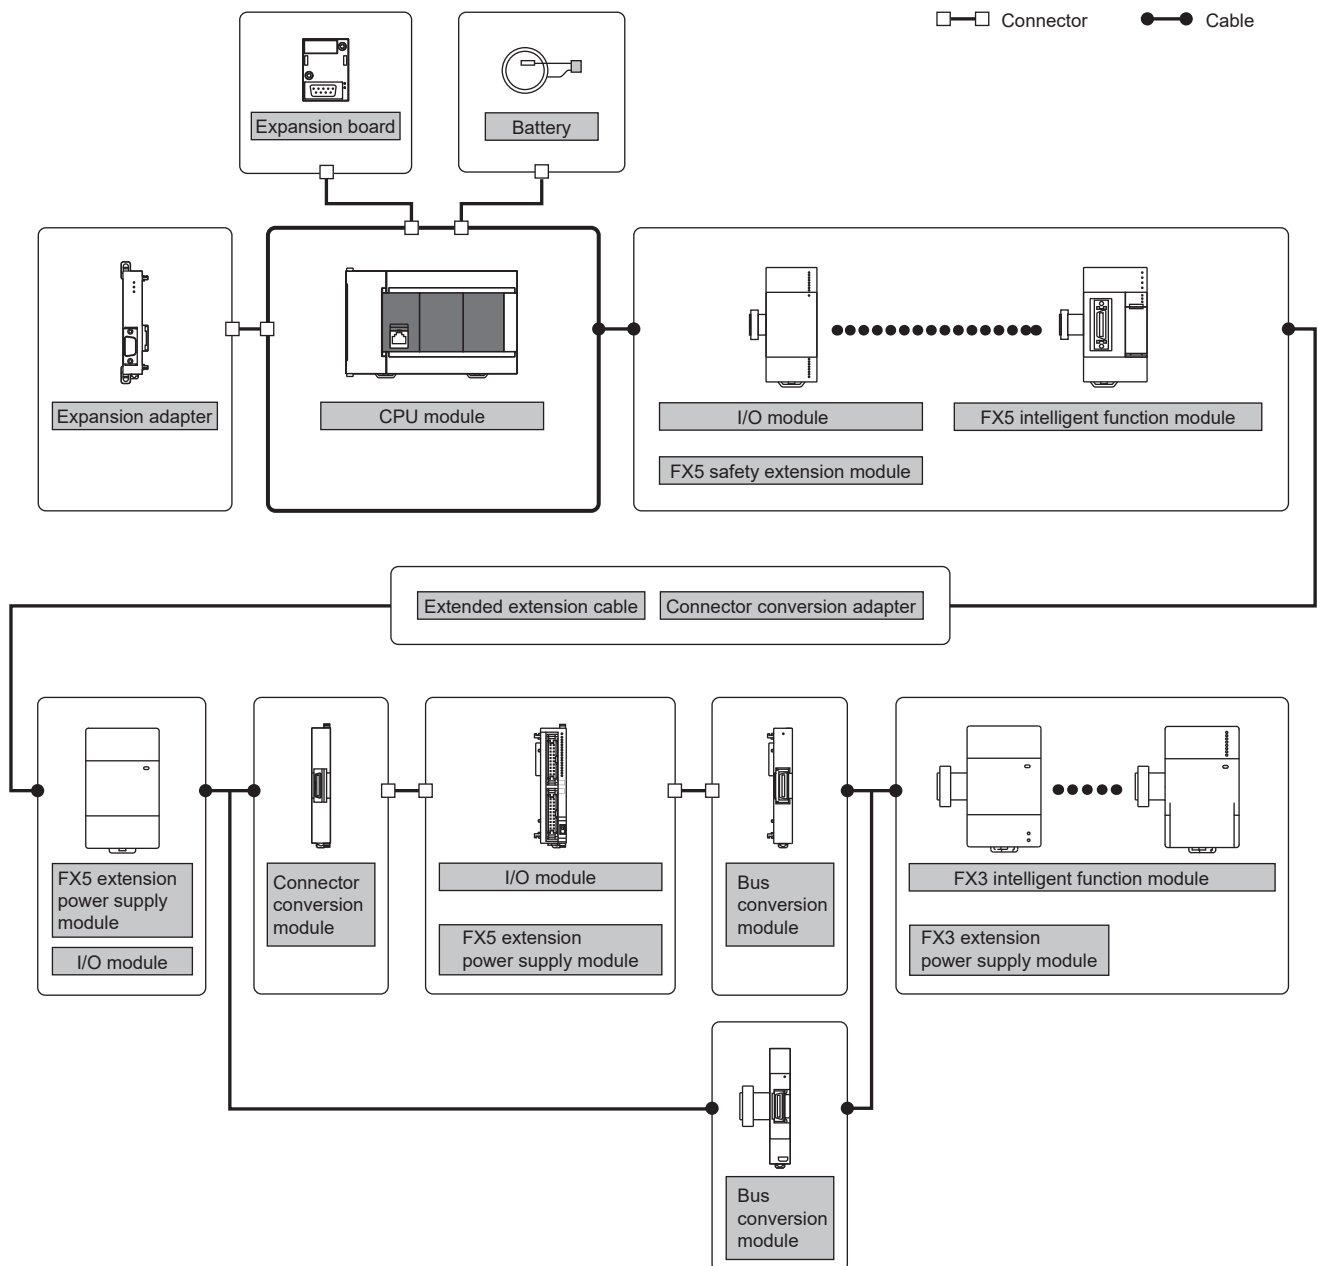 Connector
Cable
Expansion board
Battery
Expansion adapter
CPU module
I/O module
FX5 intelligent function module
FX5 safety extension module
Extended extension cable
Connector conversion adapter
FX5 extension
power supply
module
I/O module
Connector
conversion
module
I/O module
FX5 extension
power supply module
Bus
conversion
module
FX3 intelligent function module
FX3 extension
power supply module
Bus
conversion
module